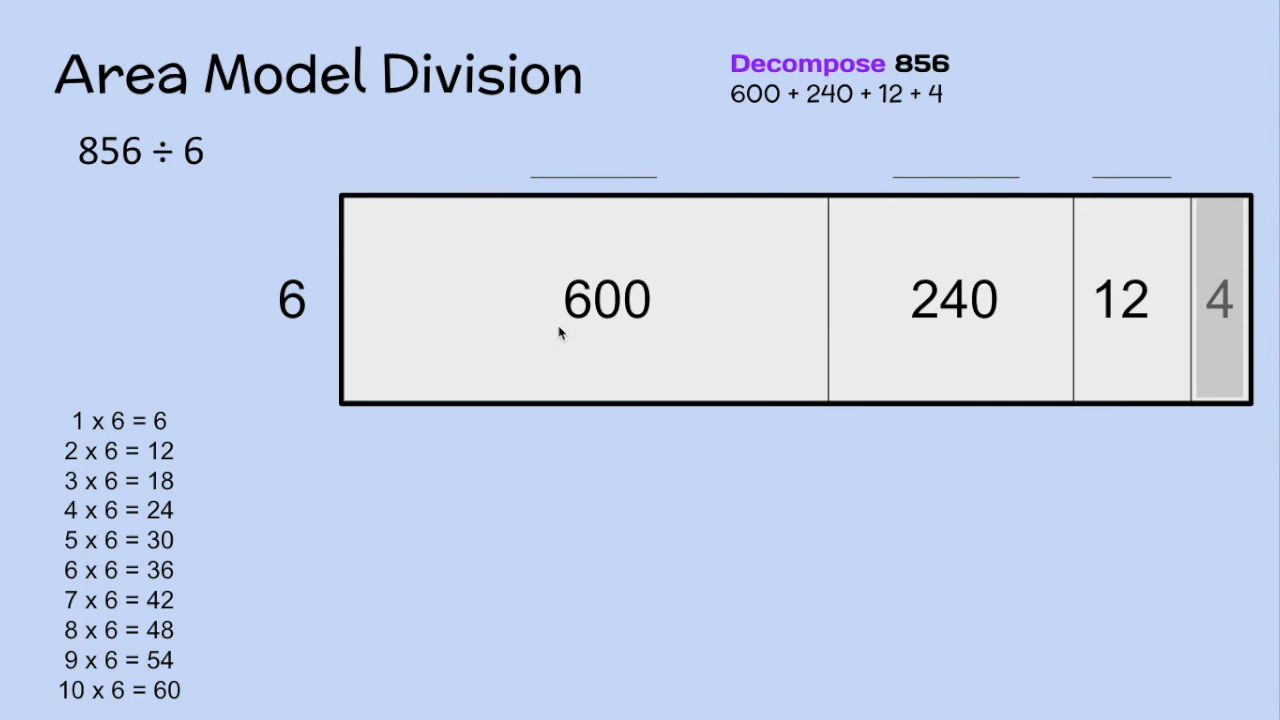 Area Model Division
Decompose 856
600 + 240 + 12 + 4
856 ÷ 6
6
600
240
12
4
1 x 6 = 6
2 x 6 = 12
3 x 6 = 18
4 x 6 = 24
5 x 6 = 30
6 x 6 = 36
7 x 6 = 42
8 x 6 = 48
9 x 6 = 54
10 x 6 = 60